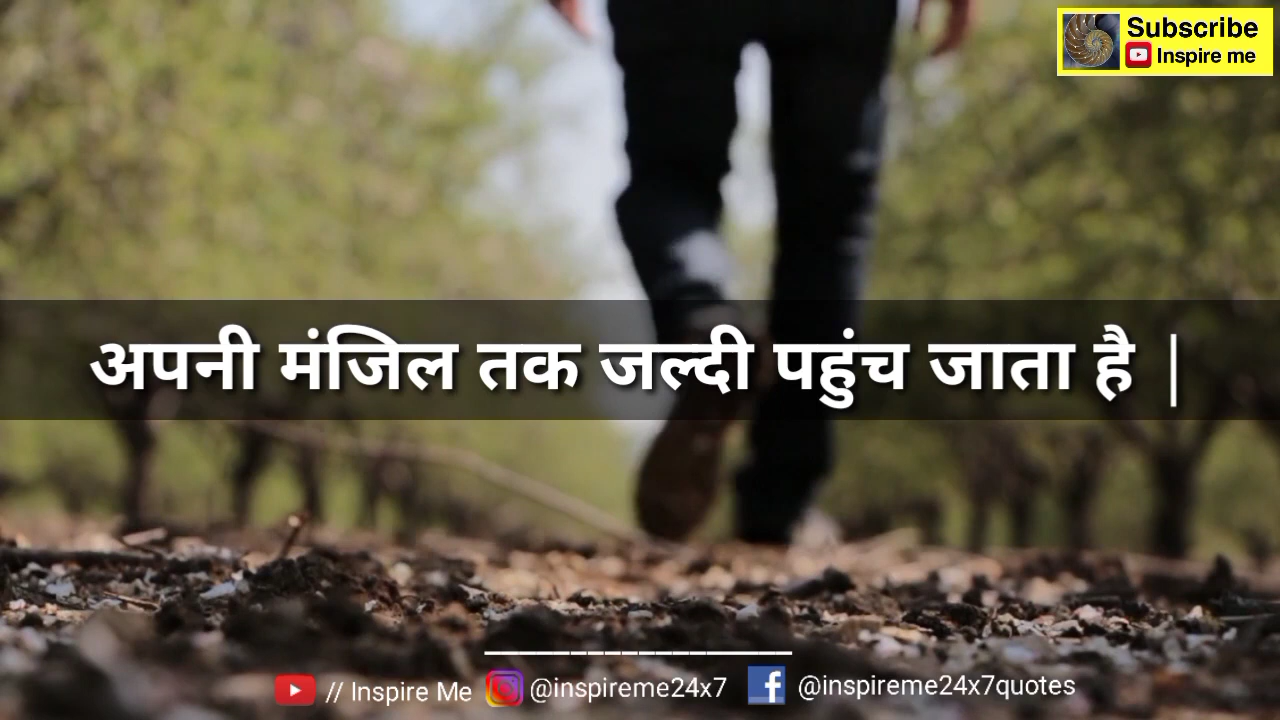 Subscribe
Inspire me
अपनी मंजिल तक जल्दी पहुंच जाता है |
// Inspire Me @inspireme24x7 @inspireme24x7quotes